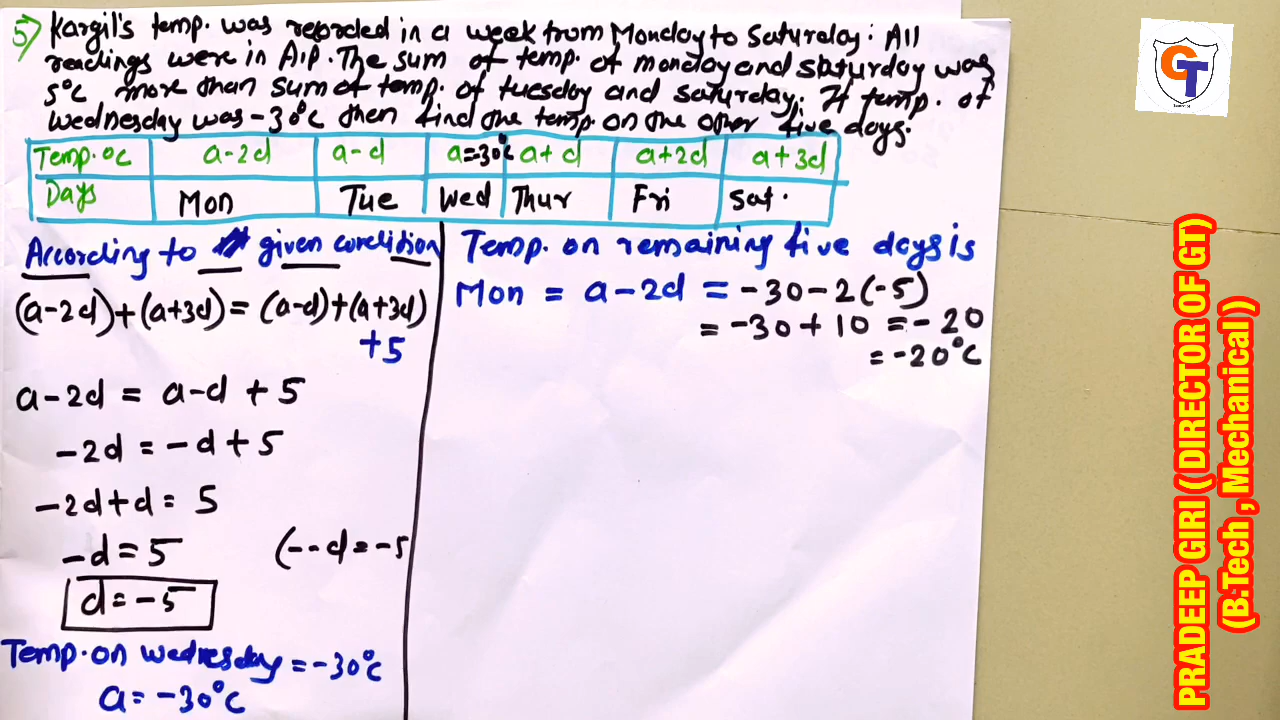 5) Kargil's temp. was recorded in a week from Monday to Saturday. All
readings were in A.P. The sum of temp. of monday and saturday was
5°C more than sum of temp. of tuesday and saturday. If temp. of
wednesday was -30°C then find the temp. on the other five days.
Temp. °C a-2d a-d a=-30°C a+d a+2d a+3d
Days Mon Tue Wed Thur Fri Sat.
According to given condition
(a-2d)+(a+3d) = (a-d)+(a+3d)
+5
a-2d = a-d + 5
-2d = -d + 5
-2d+d = 5
-d = 5 (--d = -5
d = -5
Temp. on wednesday = -30°C
a = -30°C
Temp. on remaining five days is
Mon = a-2d = -30-2(-5)
= -30 + 10 = -20
= -20°C
GT
PRADEEP GIRI ( DIRECTOR OF GT)
(B.Tech , Mechanical )